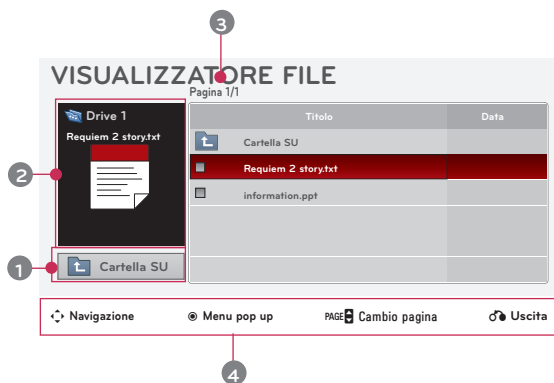 3
VISUALIZZATORE FILE
Pagina 1/1
Drive 1
Requiem 2 story.txt
Titolo
Data
Cartella SU
Requiem 2 story.txt
information.ppt
2
1
Cartella SU
Navigazione
Menu pop up
PAGE Cambio pagina
Uscita
4